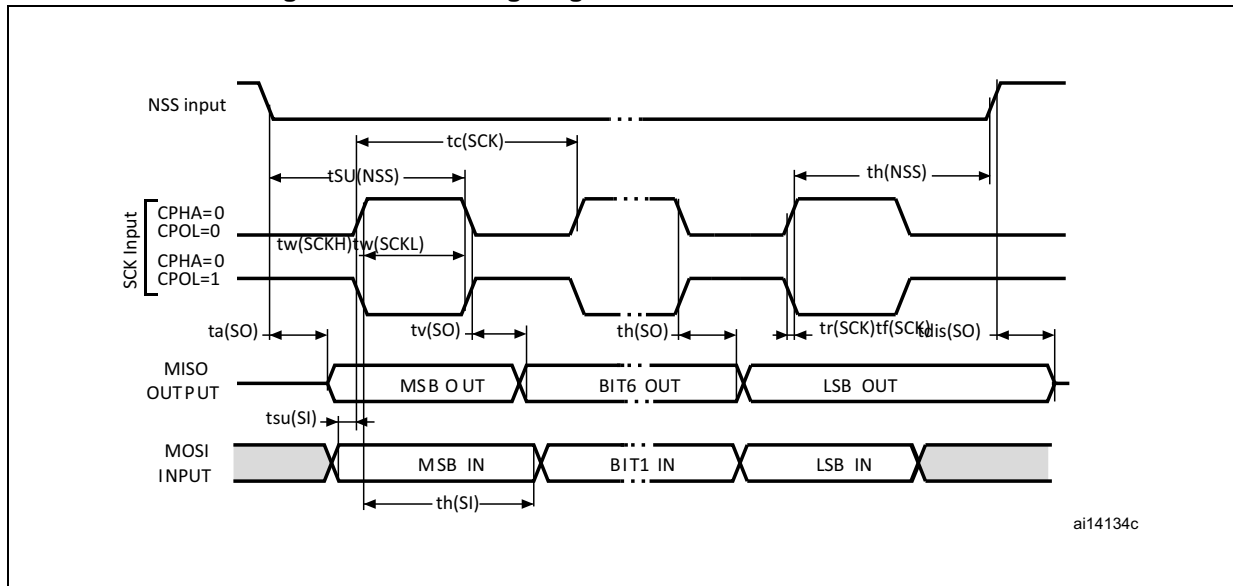 NSS input
tc(SCK)
tSU(NSS)
th(NSS)
SCK Input
CPHA=0
CPOL=0
tw(SCKH)
tw(SCKL)
CPHA=0
CPOL=1
ta(SO)
tv(SO)
th(SO)
tr(SCK)
tf(SCK)
tdis(SO)
MISO
OUTPUT
MSB OUT
BIT6 OUT
LSB OUT
tsu(SI)
MOSI
INPUT
MSB IN
BIT1 IN
LSB IN
th(SI)
ai14134c